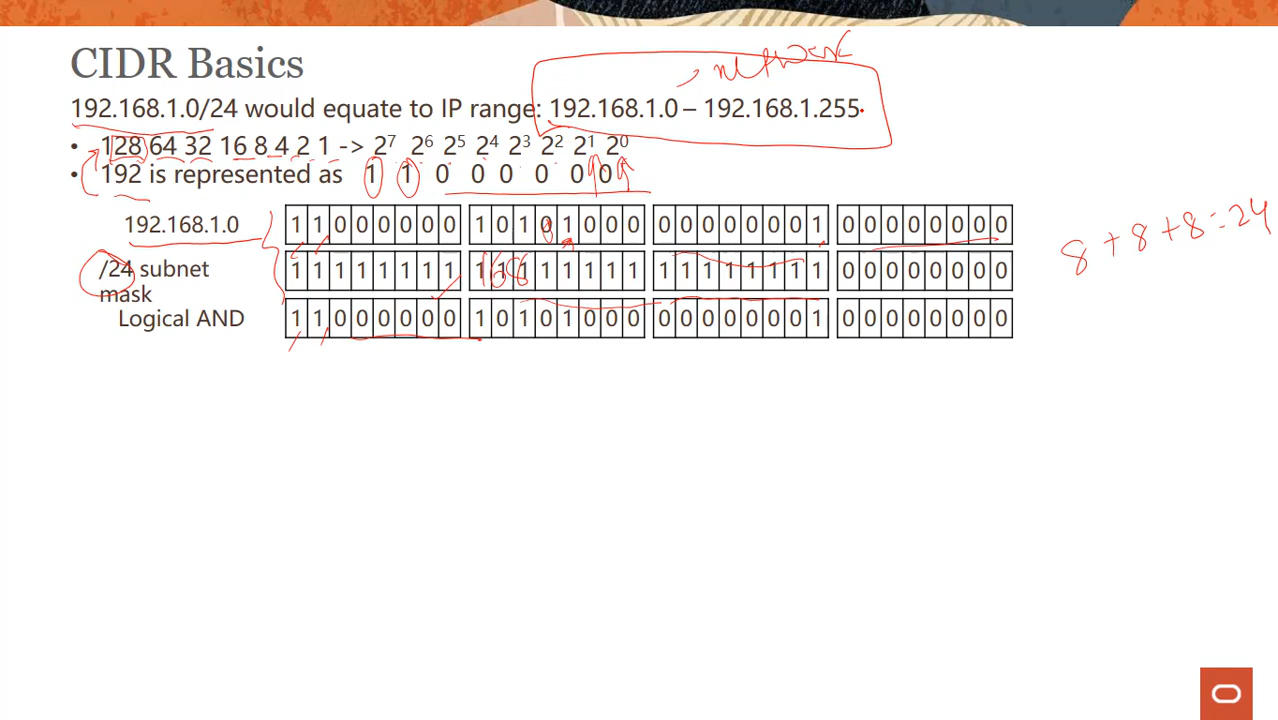 CIDR Basics
network
192.168.1.0/24 would equate to IP range: 192.168.1.0 – 192.168.1.255
• 128 64 32 16 8 4 2 1 -> 2⁷ 2⁶ 2⁵ 2⁴ 2³ 2² 2¹ 2⁰
• 192 is represented as 1 1 0 0 0 0 0 0
192.168.1.0 1 1 0 0 0 0 0 0 1 0 1 0 1 0 0 0 0 0 0 0 0 0 0 1 0 0 0 0 0 0 0 0
8 + 8 + 8 = 24
/24 subnet mask 1 1 1 1 1 1 1 1 1 1 1 1 1 1 1 1 1 1 1 1 1 1 1 1 0 0 0 0 0 0 0 0
168
Logical AND 1 1 0 0 0 0 0 0 1 0 1 0 1 0 0 0 0 0 0 0 0 0 0 1 0 0 0 0 0 0 0 0